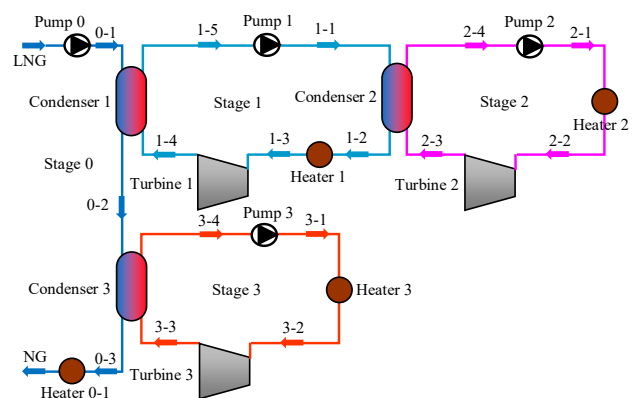 Pump 0
0-1
LNG
Condenser 1
Stage 0
0-2
1-5
Pump 1
1-1
Stage 1
1-4
Turbine 1
1-3
Heater 1
1-2
Condenser 2
2-4
Pump 2
2-1
Stage 2
Heater 2
2-3
Turbine 2
2-2
Condenser 3
3-4
Pump 3
3-1
Stage 3
Heater 3
3-3
Turbine 3
3-2
NG
0-3
Heater 0-1